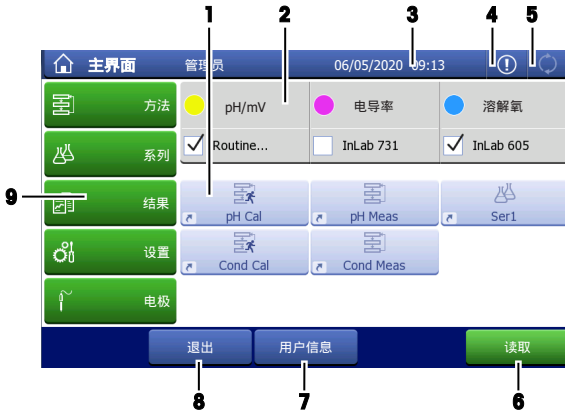 1 2 3 4 5
主界面 管理员 06/05/2020 09:13
方法 pH/mV 电导率 溶解氧
系列 Routine... InLab 731 InLab 605
9 结果 pH Cal pH Meas Ser1
设置 Cond Cal Cond Meas
电极
退出 用户信息 读取
8 7 6